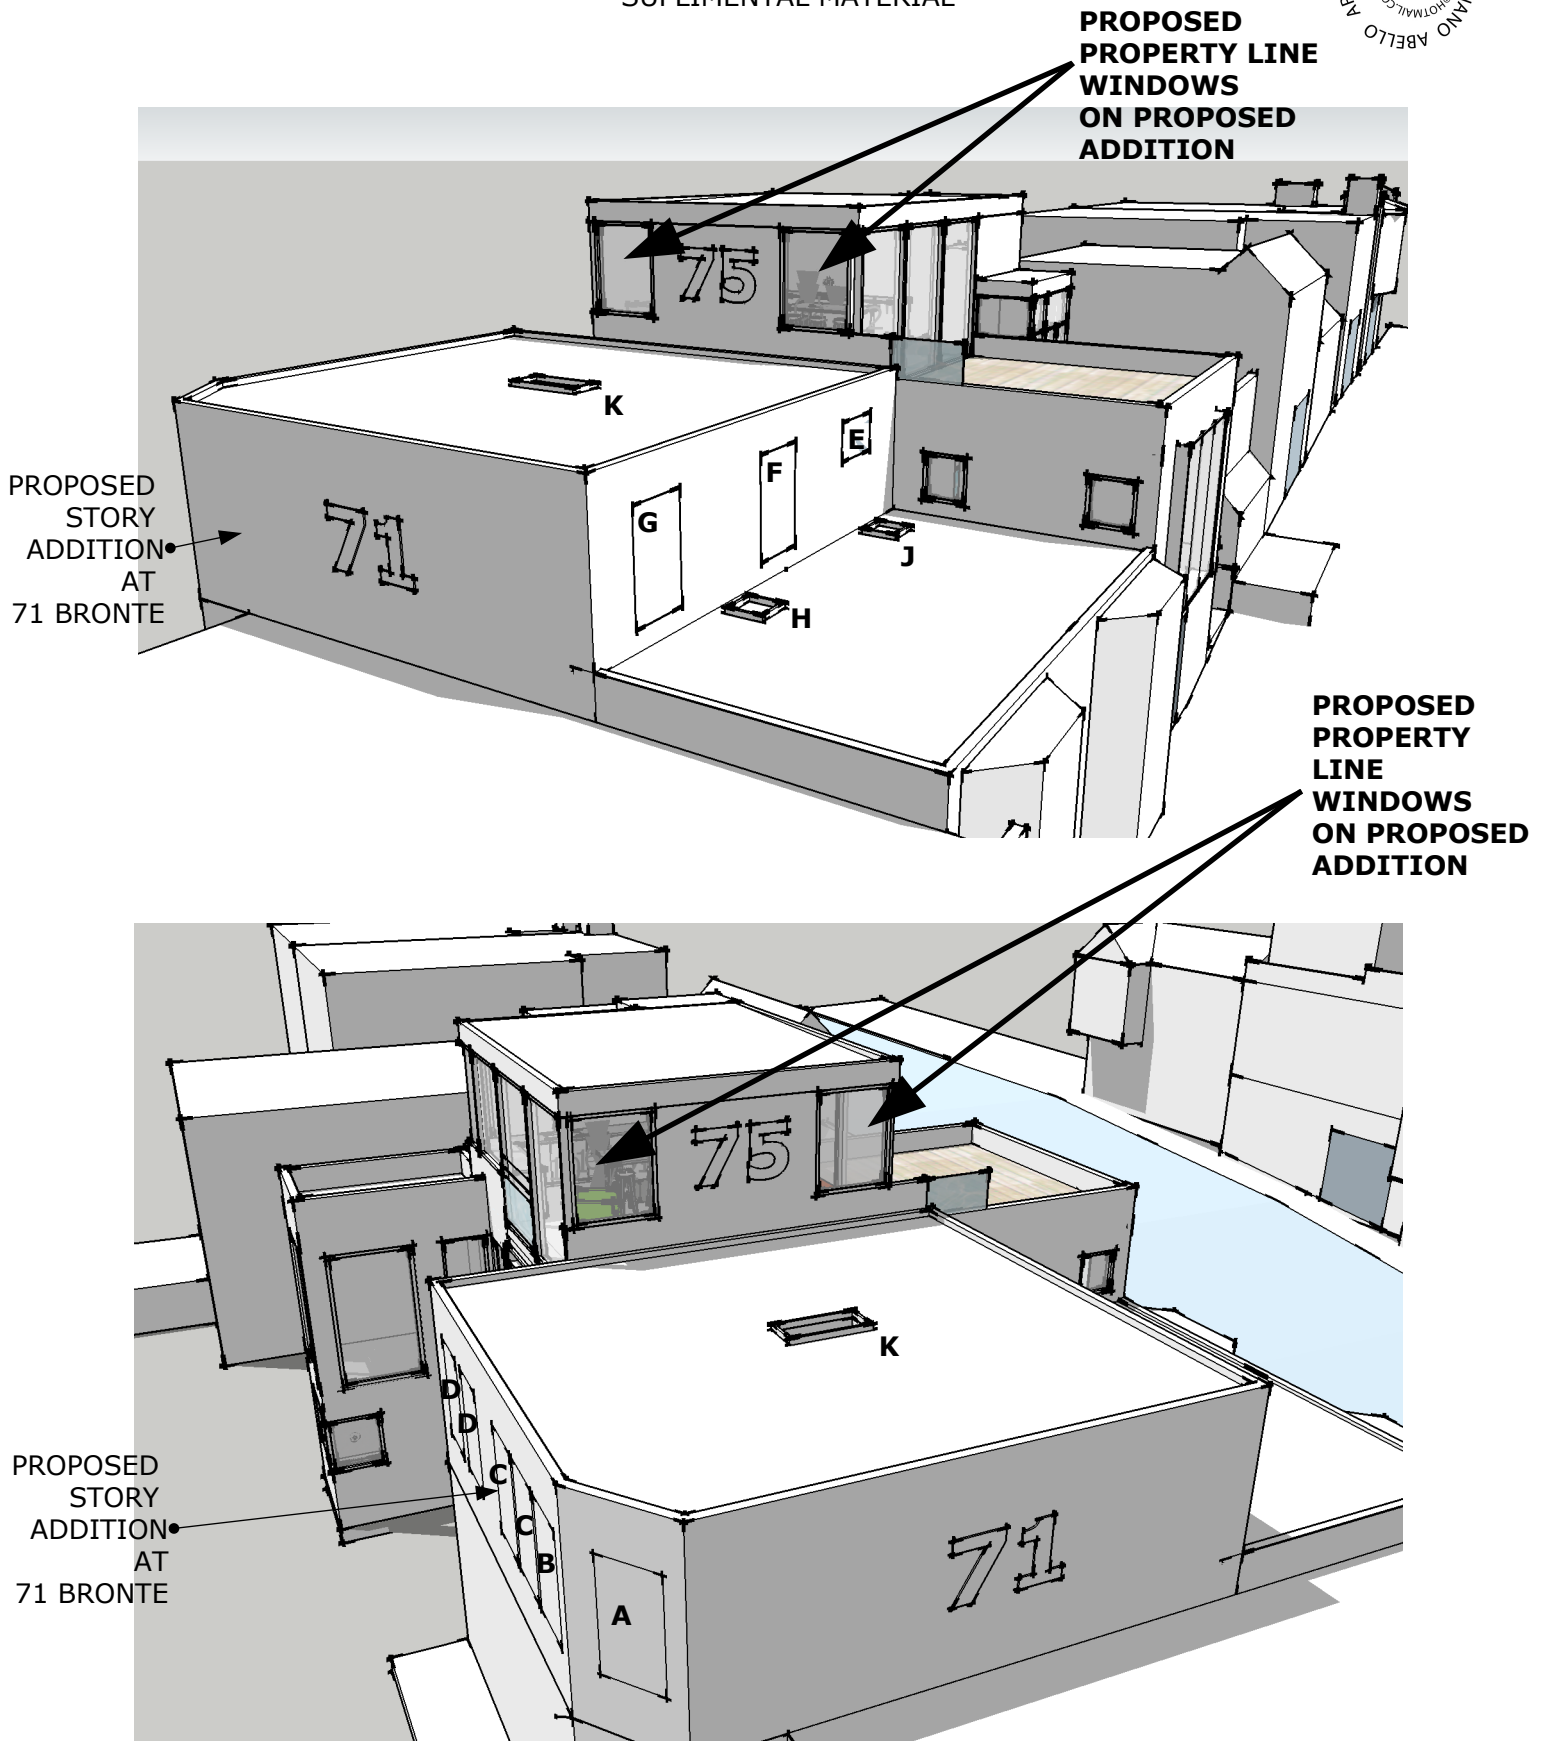 SUPLIMENTAL MATERIAL
ABELLO
PROPOSED
PROPERTY LINE
WINDOWS
ON PROPOSED
ADDITION
75
K
E
F
G
J
H
PROPOSED
STORY
ADDITION
AT
71 BRONTE
71
PROPOSED
PROPERTY
LINE
WINDOWS
ON PROPOSED
ADDITION
75
K
D
D
C
C
B
A
PROPOSED
STORY
ADDITION
AT
71 BRONTE
71